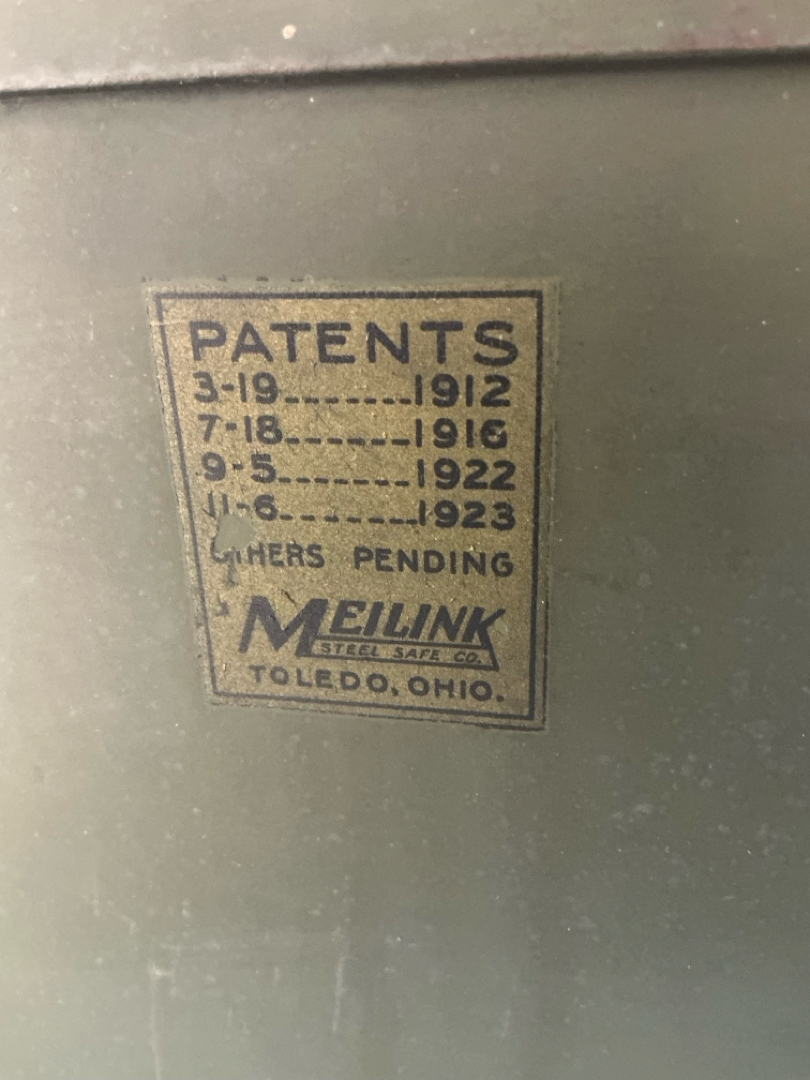 PATENTS
3-19-------1912
7-18-------1916
9-5-------1922
11-6-------1923
OTHERS PENDING
MEILINK
STEEL SAFE CO.
TOLEDO, OHIO.